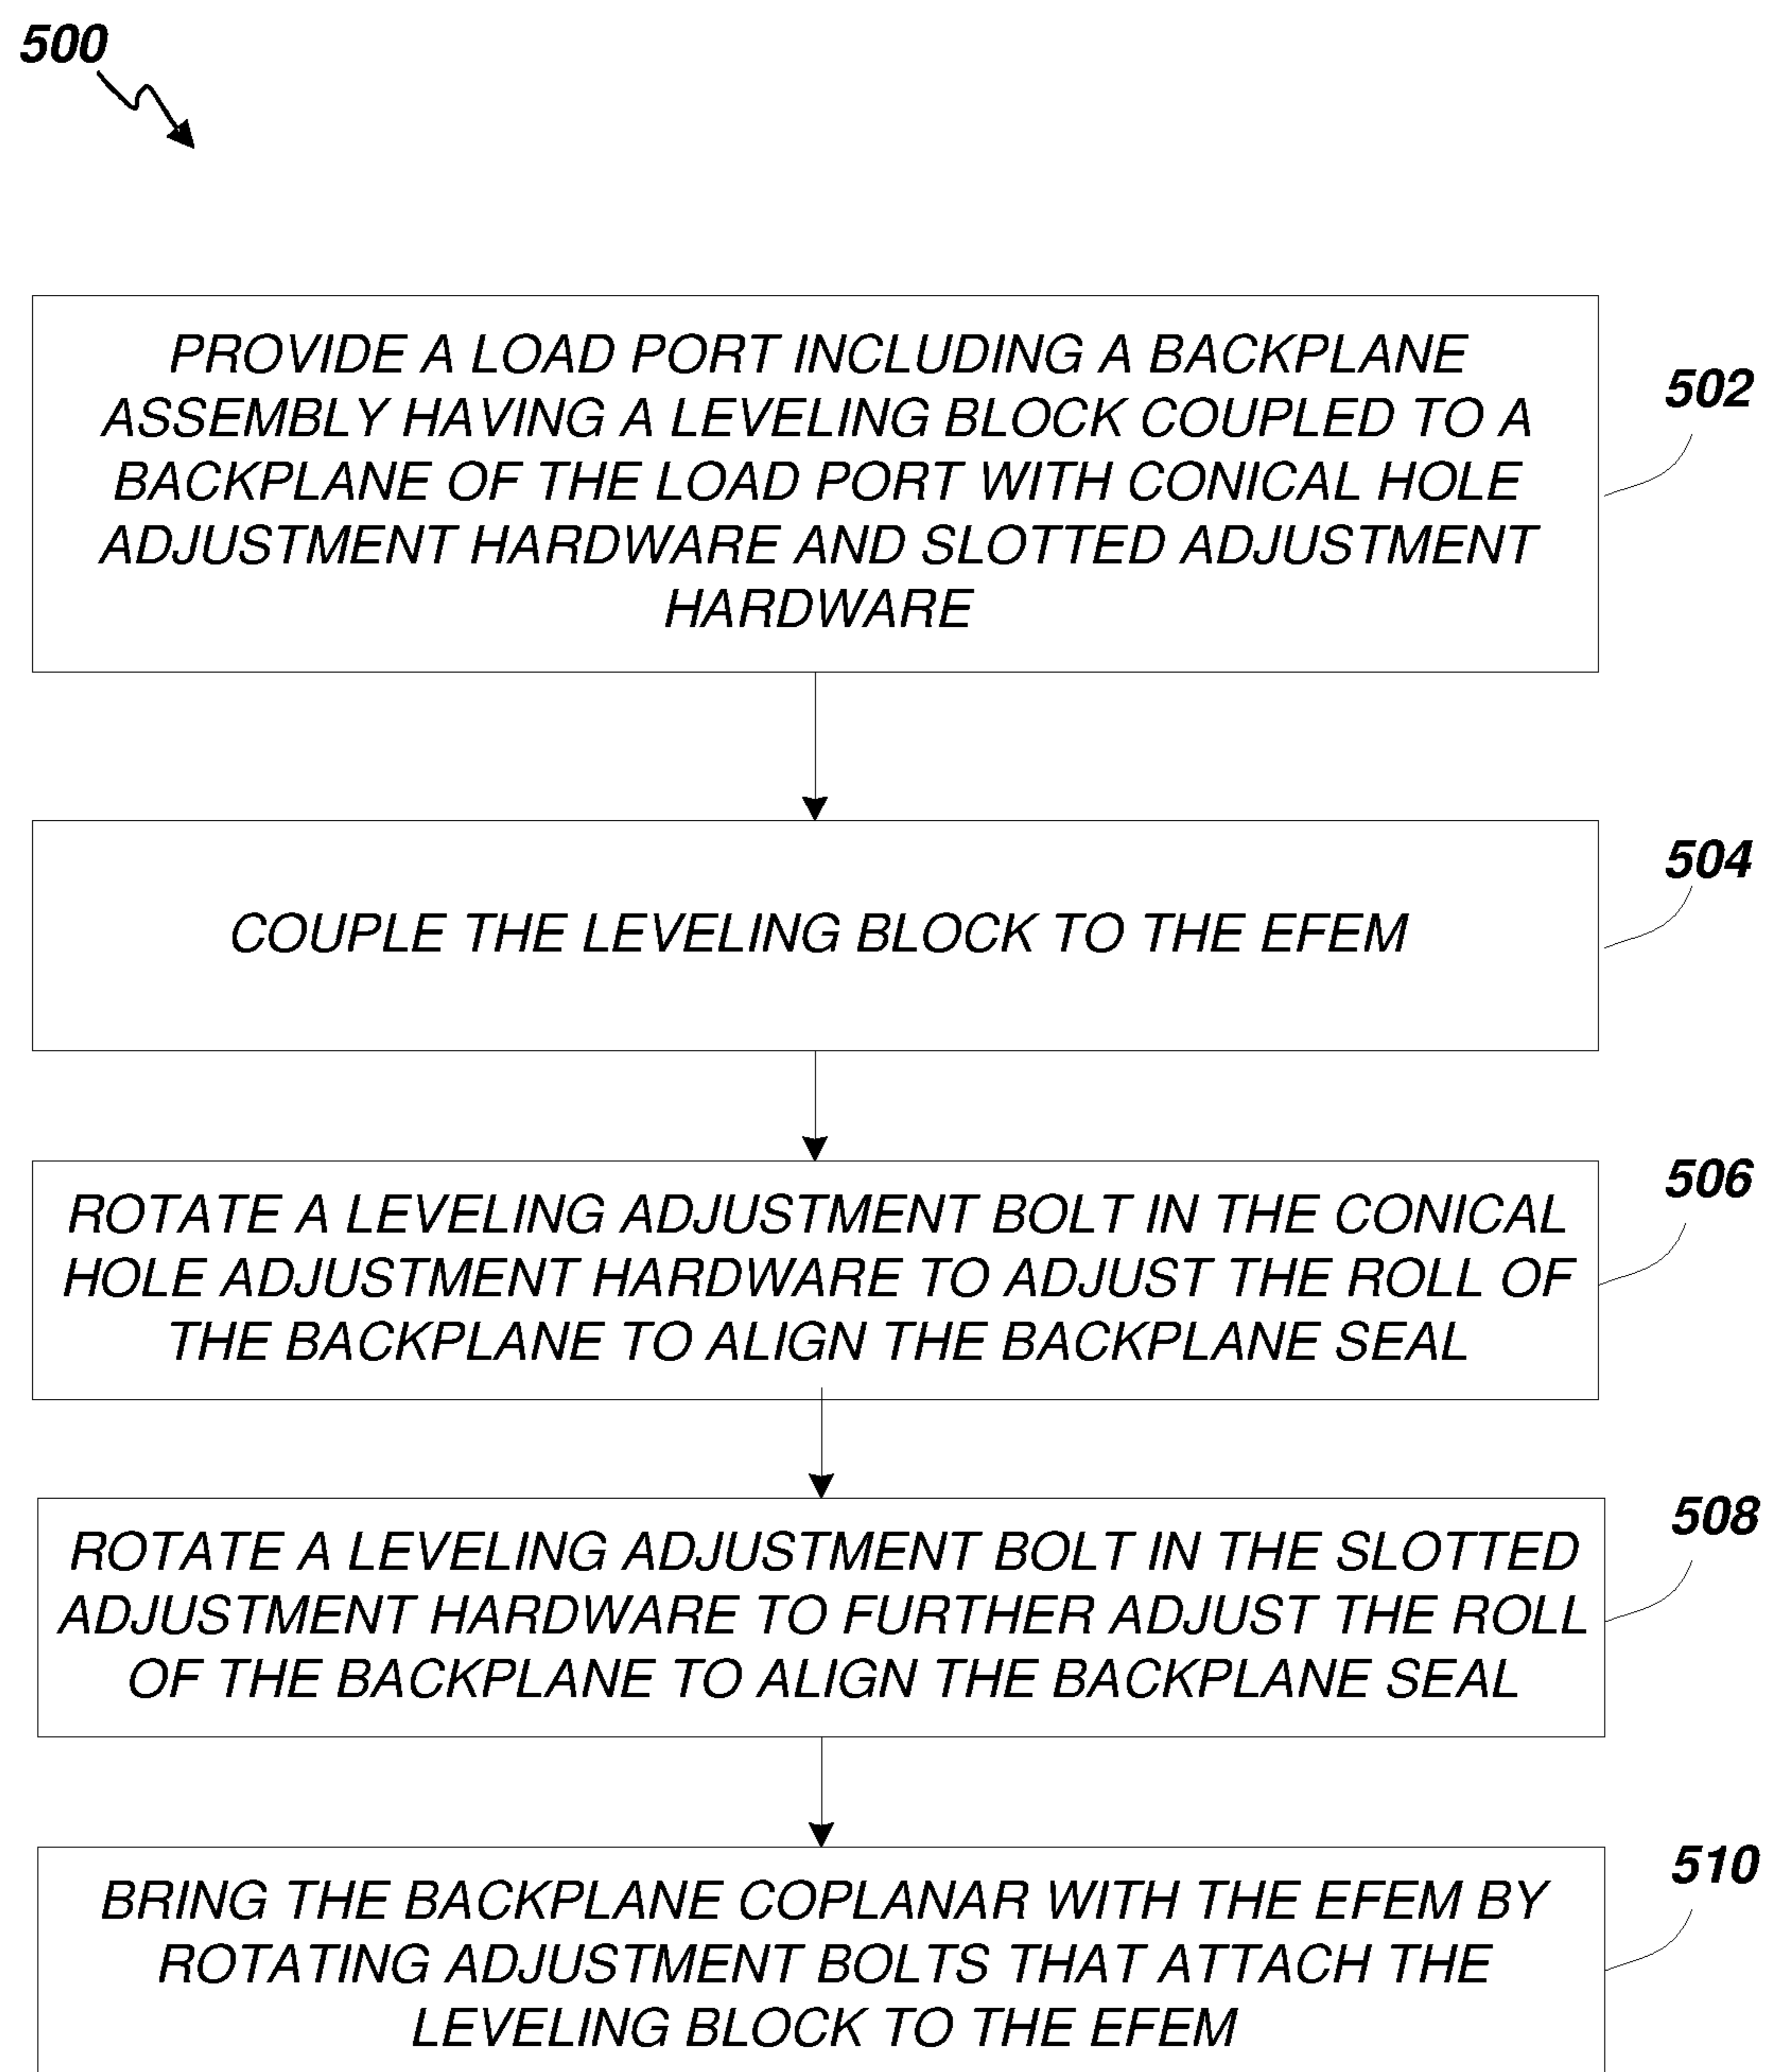 500
PROVIDE A LOAD PORT INCLUDING A BACKPLANE
ASSEMBLY HAVING A LEVELING BLOCK COUPLED TO A
BACKPLANE OF THE LOAD PORT WITH CONICAL HOLE
ADJUSTMENT HARDWARE AND SLOTTED ADJUSTMENT
HARDWARE
502
COUPLE THE LEVELING BLOCK TO THE EFEM
504
ROTATE A LEVELING ADJUSTMENT BOLT IN THE CONICAL
HOLE ADJUSTMENT HARDWARE TO ADJUST THE ROLL OF
THE BACKPLANE TO ALIGN THE BACKPLANE SEAL
506
ROTATE A LEVELING ADJUSTMENT BOLT IN THE SLOTTED
ADJUSTMENT HARDWARE TO FURTHER ADJUST THE ROLL
OF THE BACKPLANE TO ALIGN THE BACKPLANE SEAL
508
BRING THE BACKPLANE COPLANAR WITH THE EFEM BY
ROTATING ADJUSTMENT BOLTS THAT ATTACH THE
LEVELING BLOCK TO THE EFEM
510